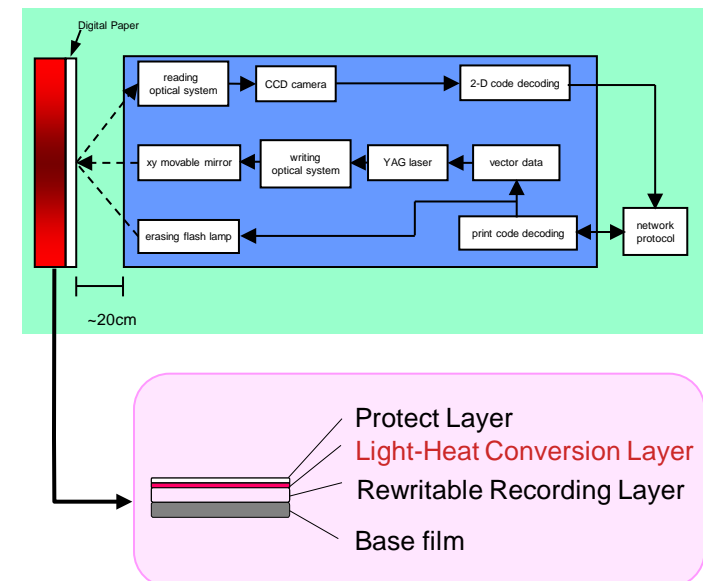 Digital Paper
reading
optical system
CCD camera
2-D code decoding
xy movable mirror
writing
optical system
YAG laser
vector data
erasing flash lamp
print code decoding
network
protocol
~20cm
Protect Layer
Light-Heat Conversion Layer
Rewritable Recording Layer
Base film